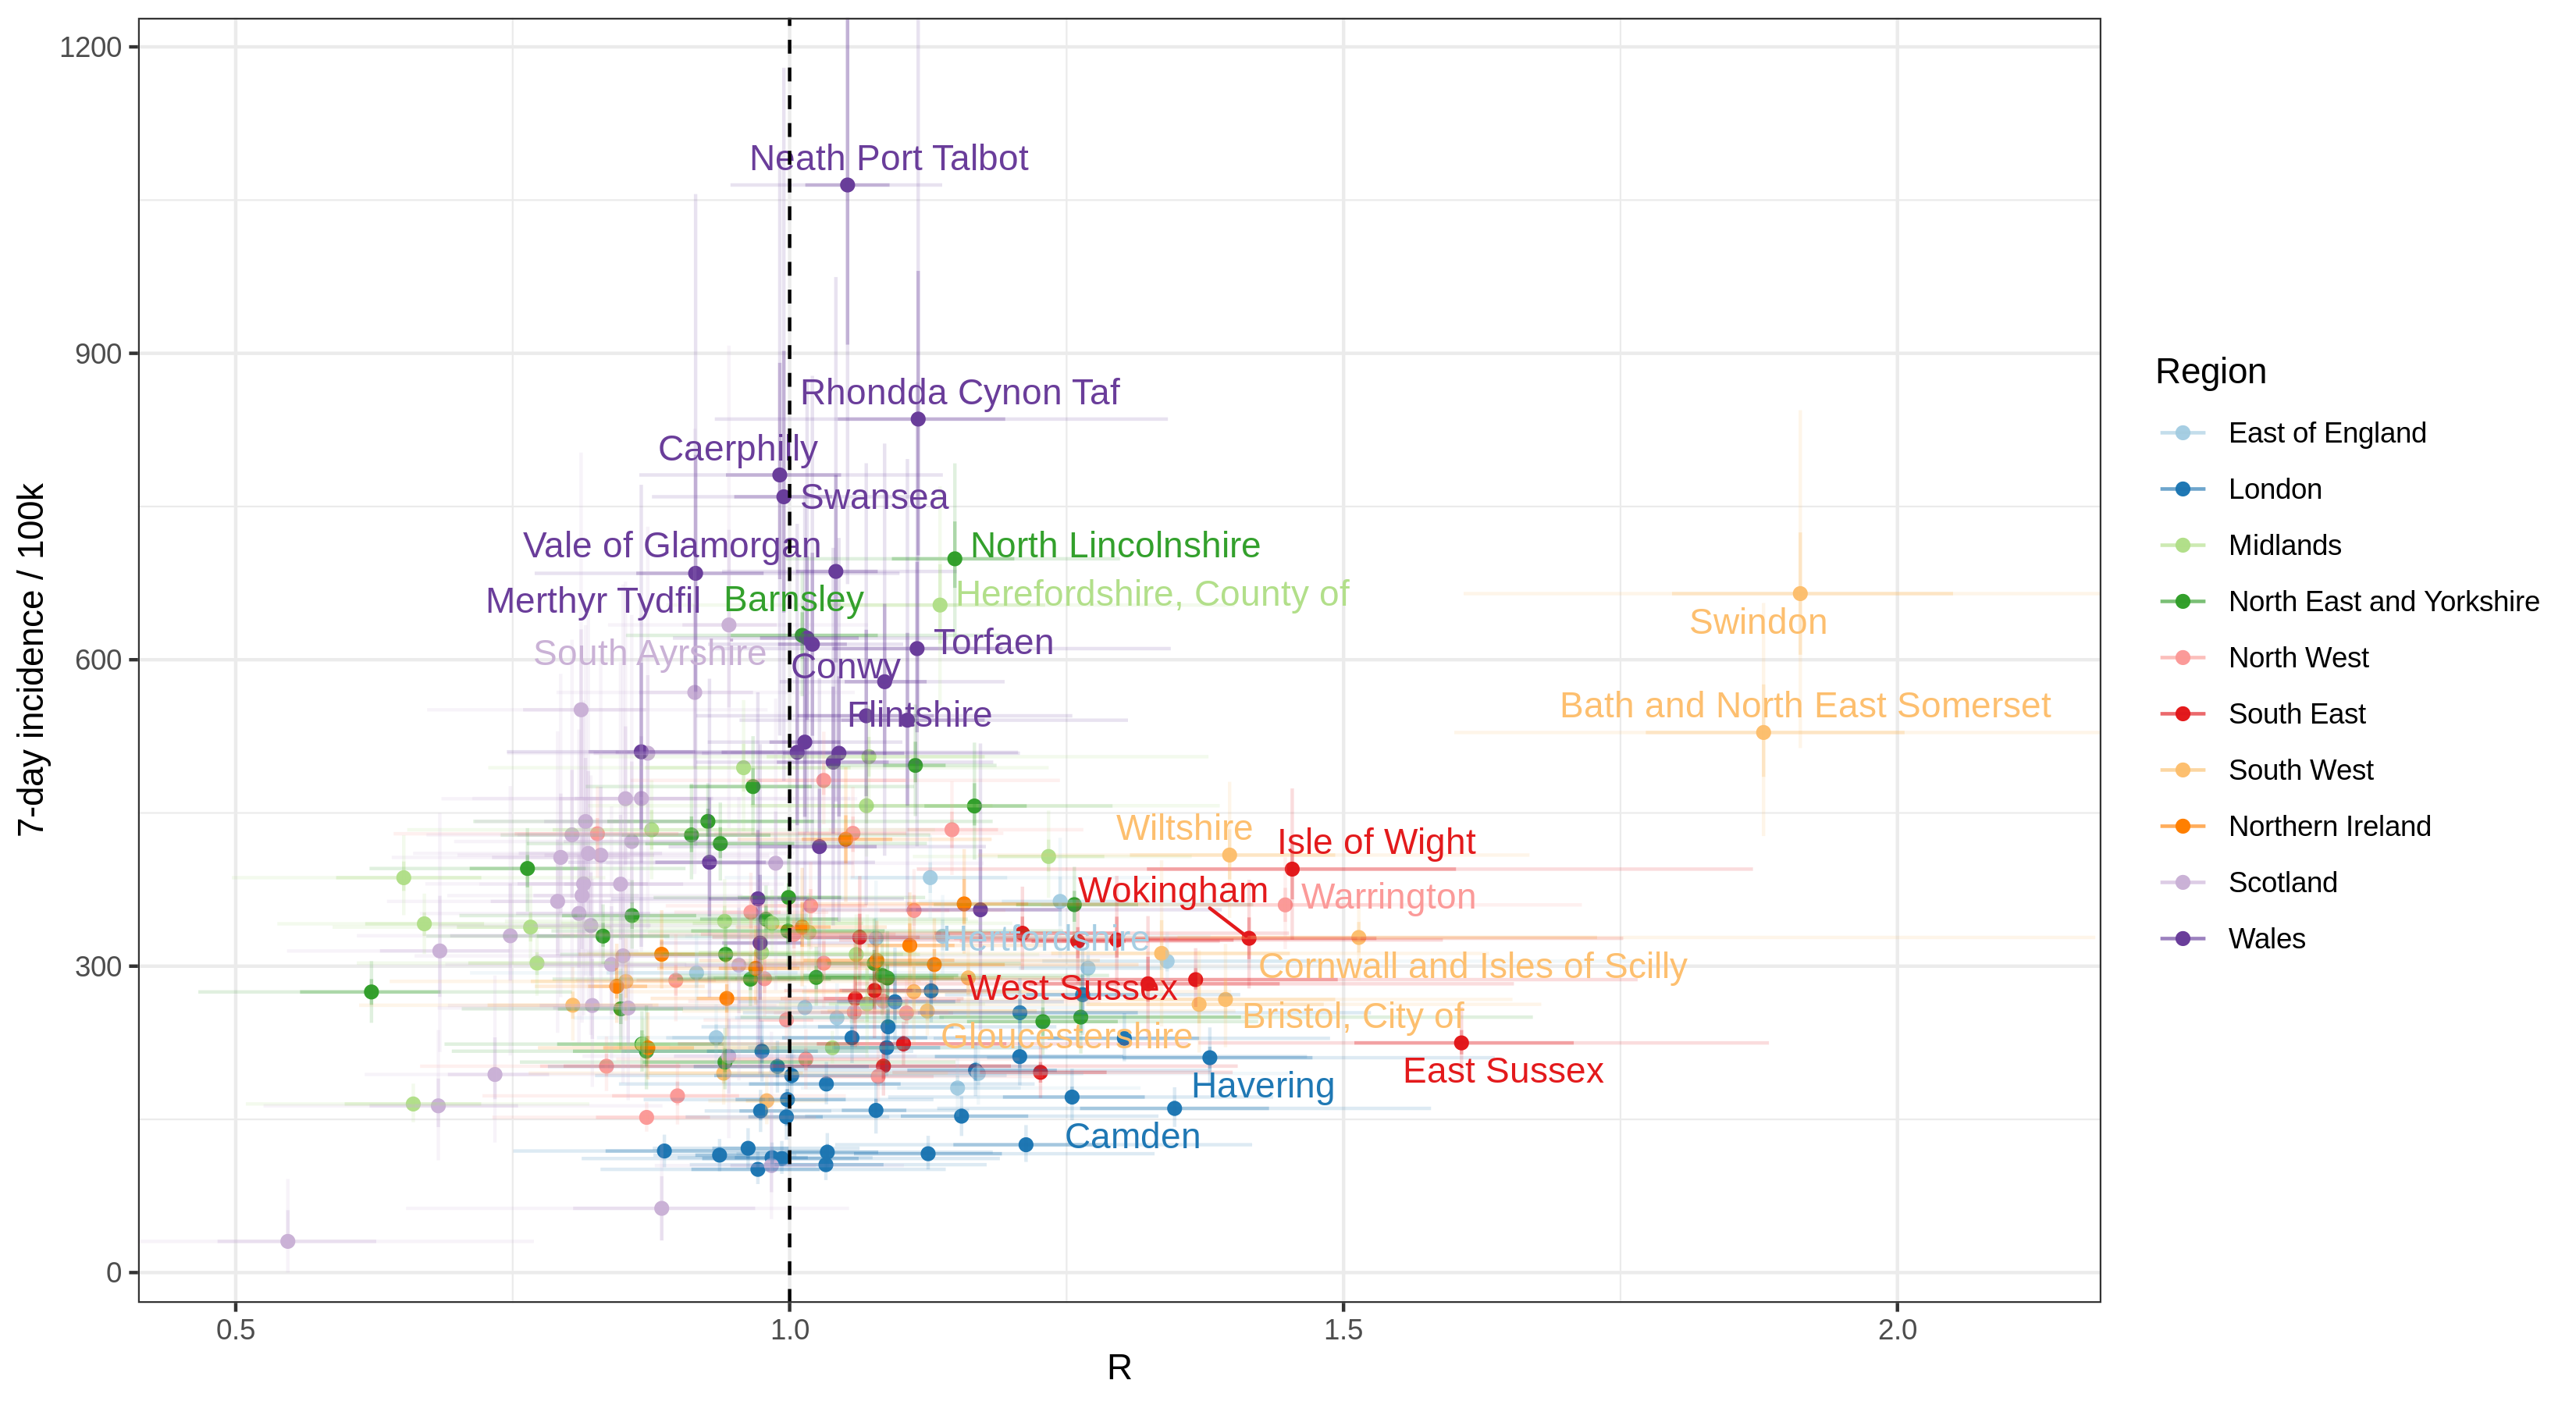 1200
900
600
300
0
7-day incidence / 100k
Neath Port Talbot
Rhondda Cynon Taf
Caerphilly
Swansea
Vale of Glamorgan
North Lincolnshire
Merthyr Tydfil
Barnsley
Herefordshire, County of
Swindon
South Ayrshire
Torfaen
Conwy
Bath and North East Somerset
Flintshire
Wiltshire
Isle of Wight
Wokingham
Warrington
Hertfordshire
Cornwall and Isles of Scilly
West Sussex
Bristol, City of
Gloucestershire
East Sussex
Havering
Camden
0.5
1.0
1.5
2.0
R
Region
East of England
London
Midlands
North East and Yorkshire
North West
South East
South West
Northern Ireland
Scotland
Wales